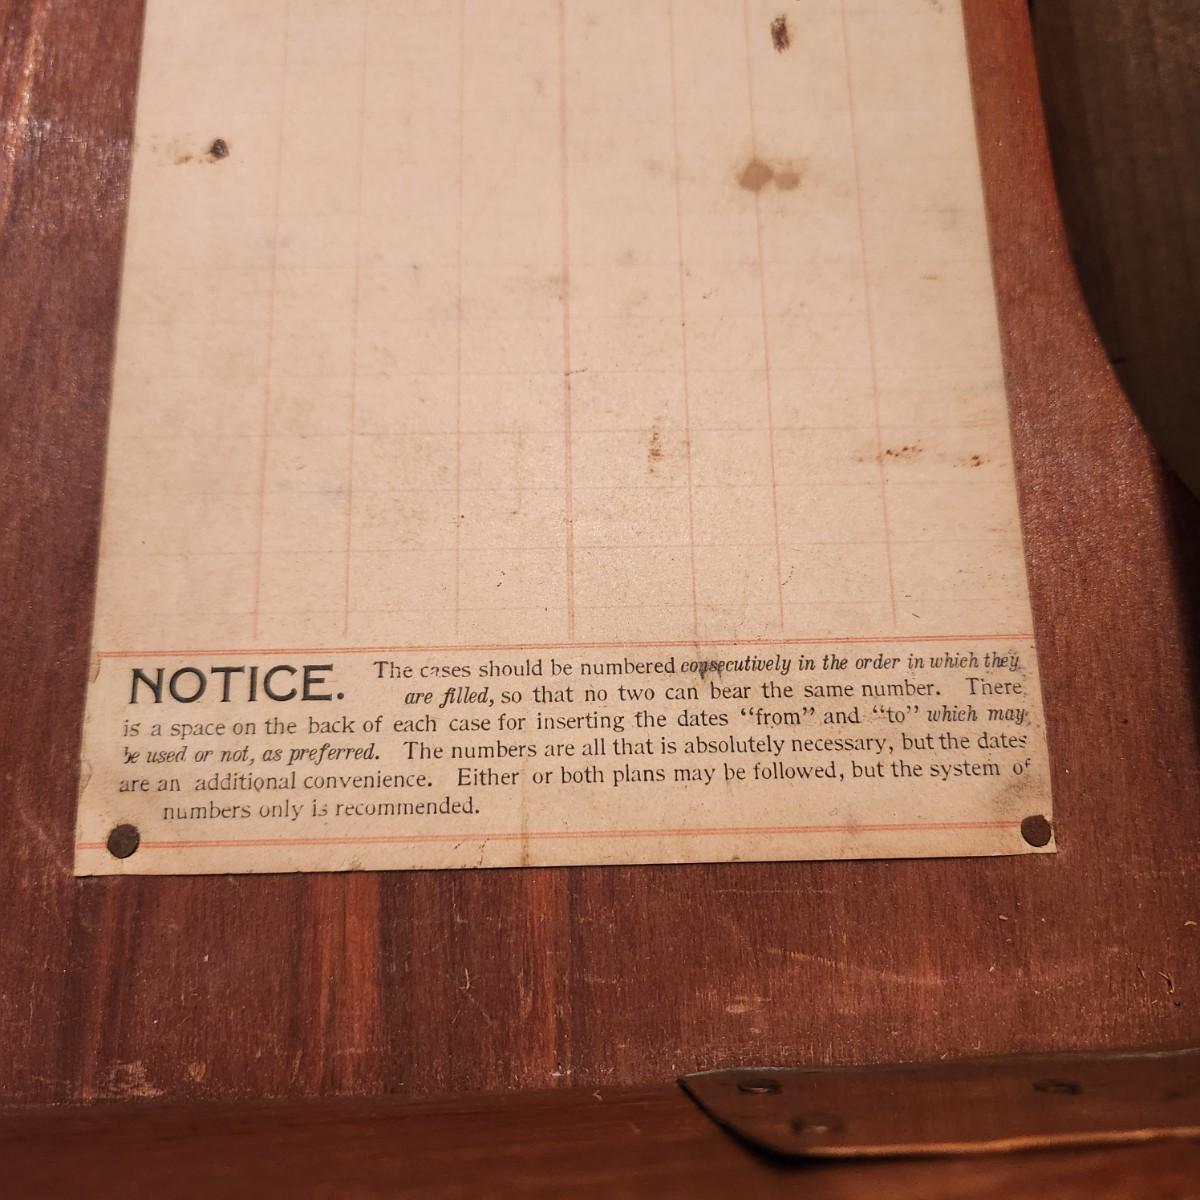 NOTICE. The cases should be numbered consecutively in the order in which they
are filled, so that no two can bear the same number. There
is a space on the back of each case for inserting the dates “from” and “to” which may
be used or not, as preferred. The numbers are all that is absolutely necessary, but the dates
are an additional convenience. Either or both plans may be followed, but the system of
numbers only is recommended.